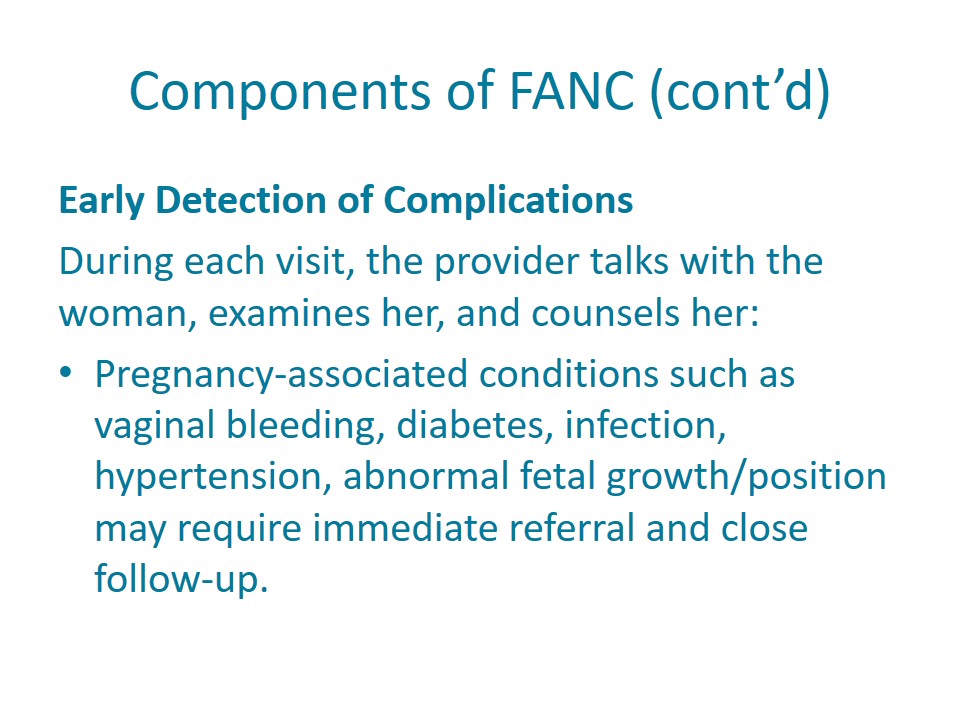 Components of FANC (cont’d)
Early Detection of Complications
During each visit, the provider talks with the
woman, examines her, and counsels her:
• Pregnancy-associated conditions such as
vaginal bleeding, diabetes, infection,
hypertension, abnormal fetal growth/position
may require immediate referral and close
follow-up.